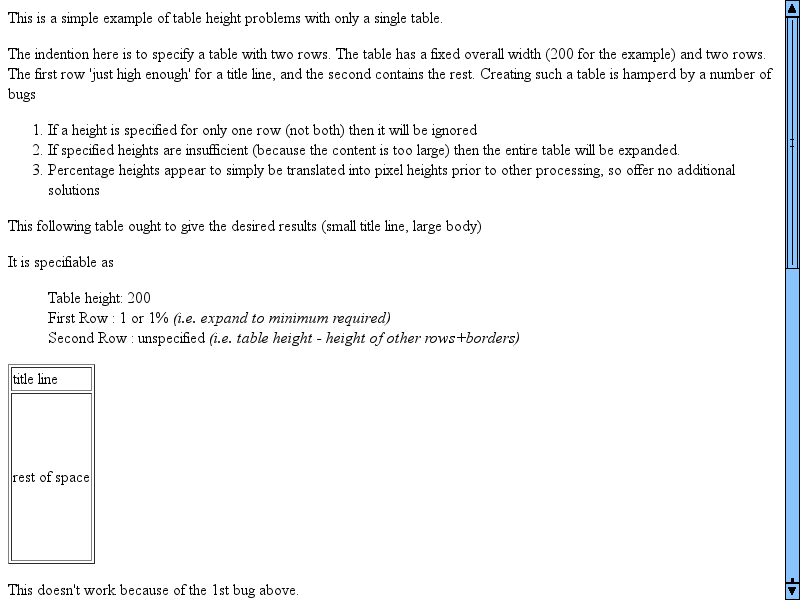 This is a simple example of table height problems with only a single table.
The indention here is to specify a table with two rows. The table has a fixed overall width (200 for the example) and two rows.
The first row 'just high enough' for a title line, and the second contains the rest. Creating such a table is hamperd by a number of
bugs
1. If a height is specified for only one row (not both) then it will be ignored
2. If specified heights are insufficient (because the content is too large) then the entire table will be expanded.
3. Percentage heights appear to simply be translated into pixel heights prior to other processing, so offer no additional
solutions
This following table ought to give the desired results (small title line, large body)
It is specifiable as
Table height: 200
First Row : 1 or 1% (i.e. expand to minimum required)
Second Row : unspecified (i.e. table height - height of other rows+borders)
title line
rest of space
This doesn't work because of the 1st bug above.